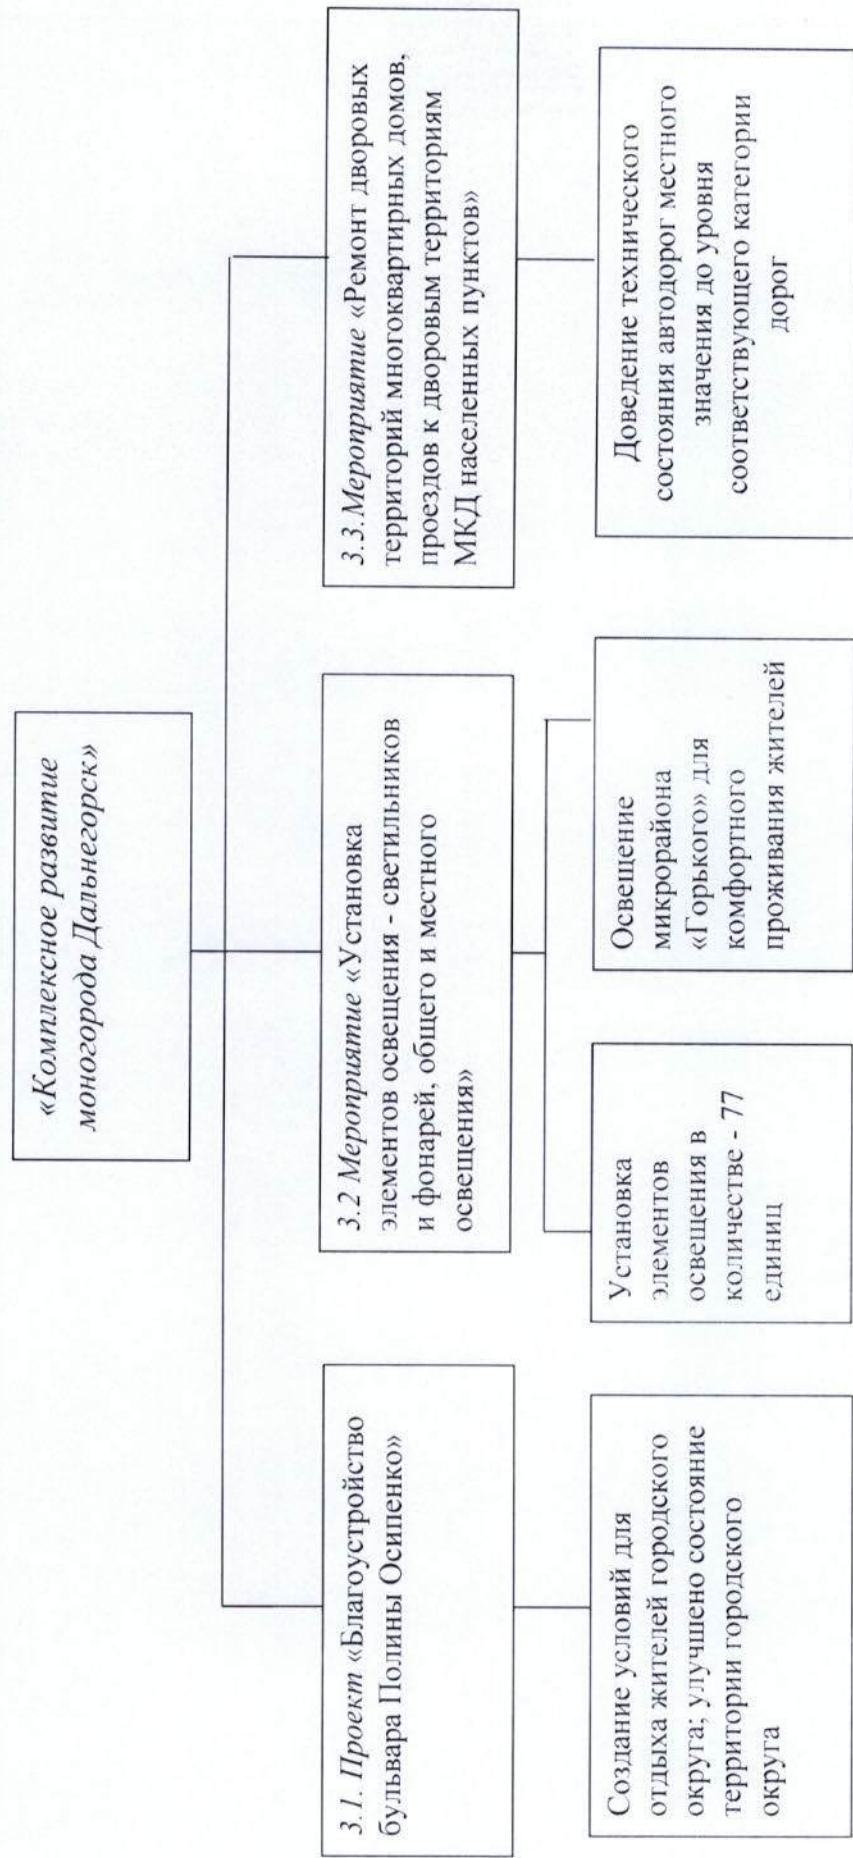 «Комплексное развитие
моногорода Дальнегорск»
3.1. Проект «Благоустройство
бульвара Полины Осипенко»
3.2 Мероприятие «Установка
элементов освещения - светильников
и фонарей, общего и местного
освещения»
3.3.Мероприятие «Ремонт дворовых
территорий многоквартирных домов,
проездов к дворовым территориям
МКД населенных пунктов»
Создание условий для
отдыха жителей городского
округа; улучшено состояние
территории городского
округа
Установка
элементов
освещения в
количестве - 77
единиц
Освещение
микрорайона
«Горького» для
комфортного
проживания жителей
Доведение технического
состояния автодорог местного
значения до уровня
соответствующего категории
дорог